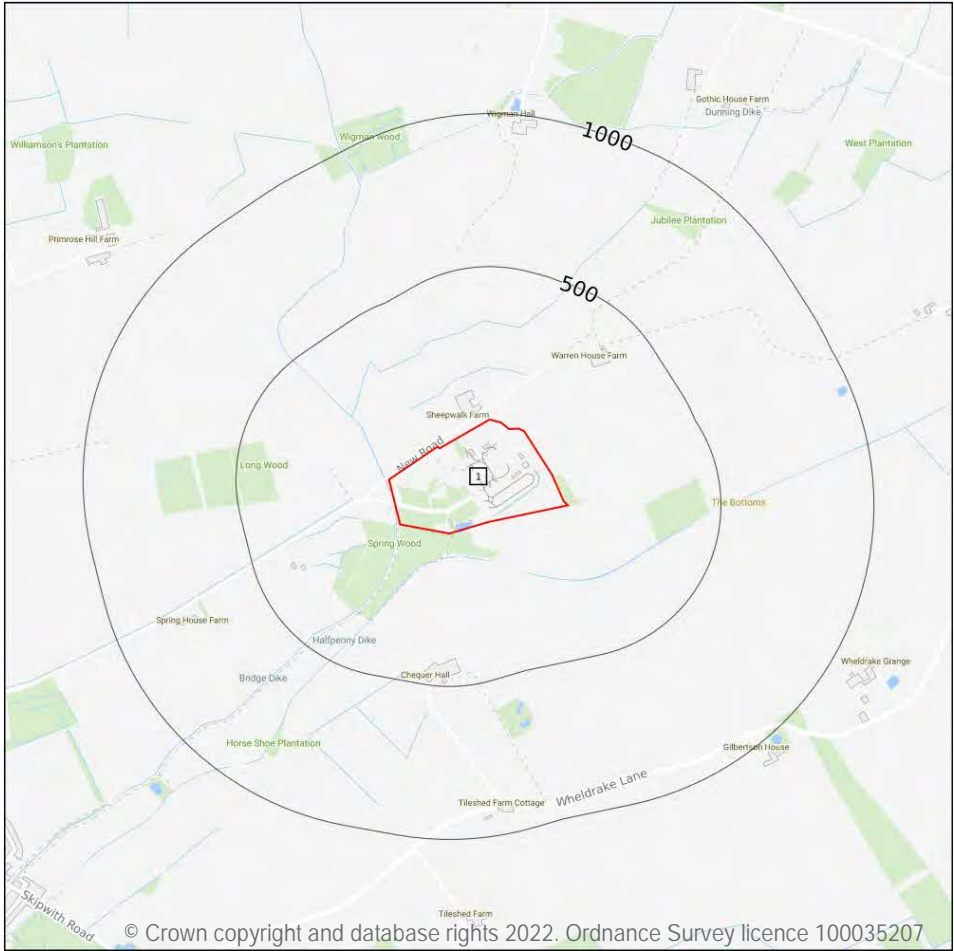 Wigman Hall
Gothic House Farm
Dunning Dike
1000
Wigman Wood
Williamson's Plantation
West Plantation
Jubilee Plantation
Primrose Hill Farm
500
Warren House Farm
Sheepwalk Farm
New Road
Long Wood
1
The Bottoms
Spring Wood
Spring House Farm
Halfpenny Dike
Wheldrake Grange
Chequer Hall
Bridge Dike
Horse Shoe Plantation
Gilbertson House
Wheldrake Lane
Tileshed Farm Cottage
Skipwith Road
Tileshed Farm
© Crown copyright and database rights 2022. Ordnance Survey licence 100035207